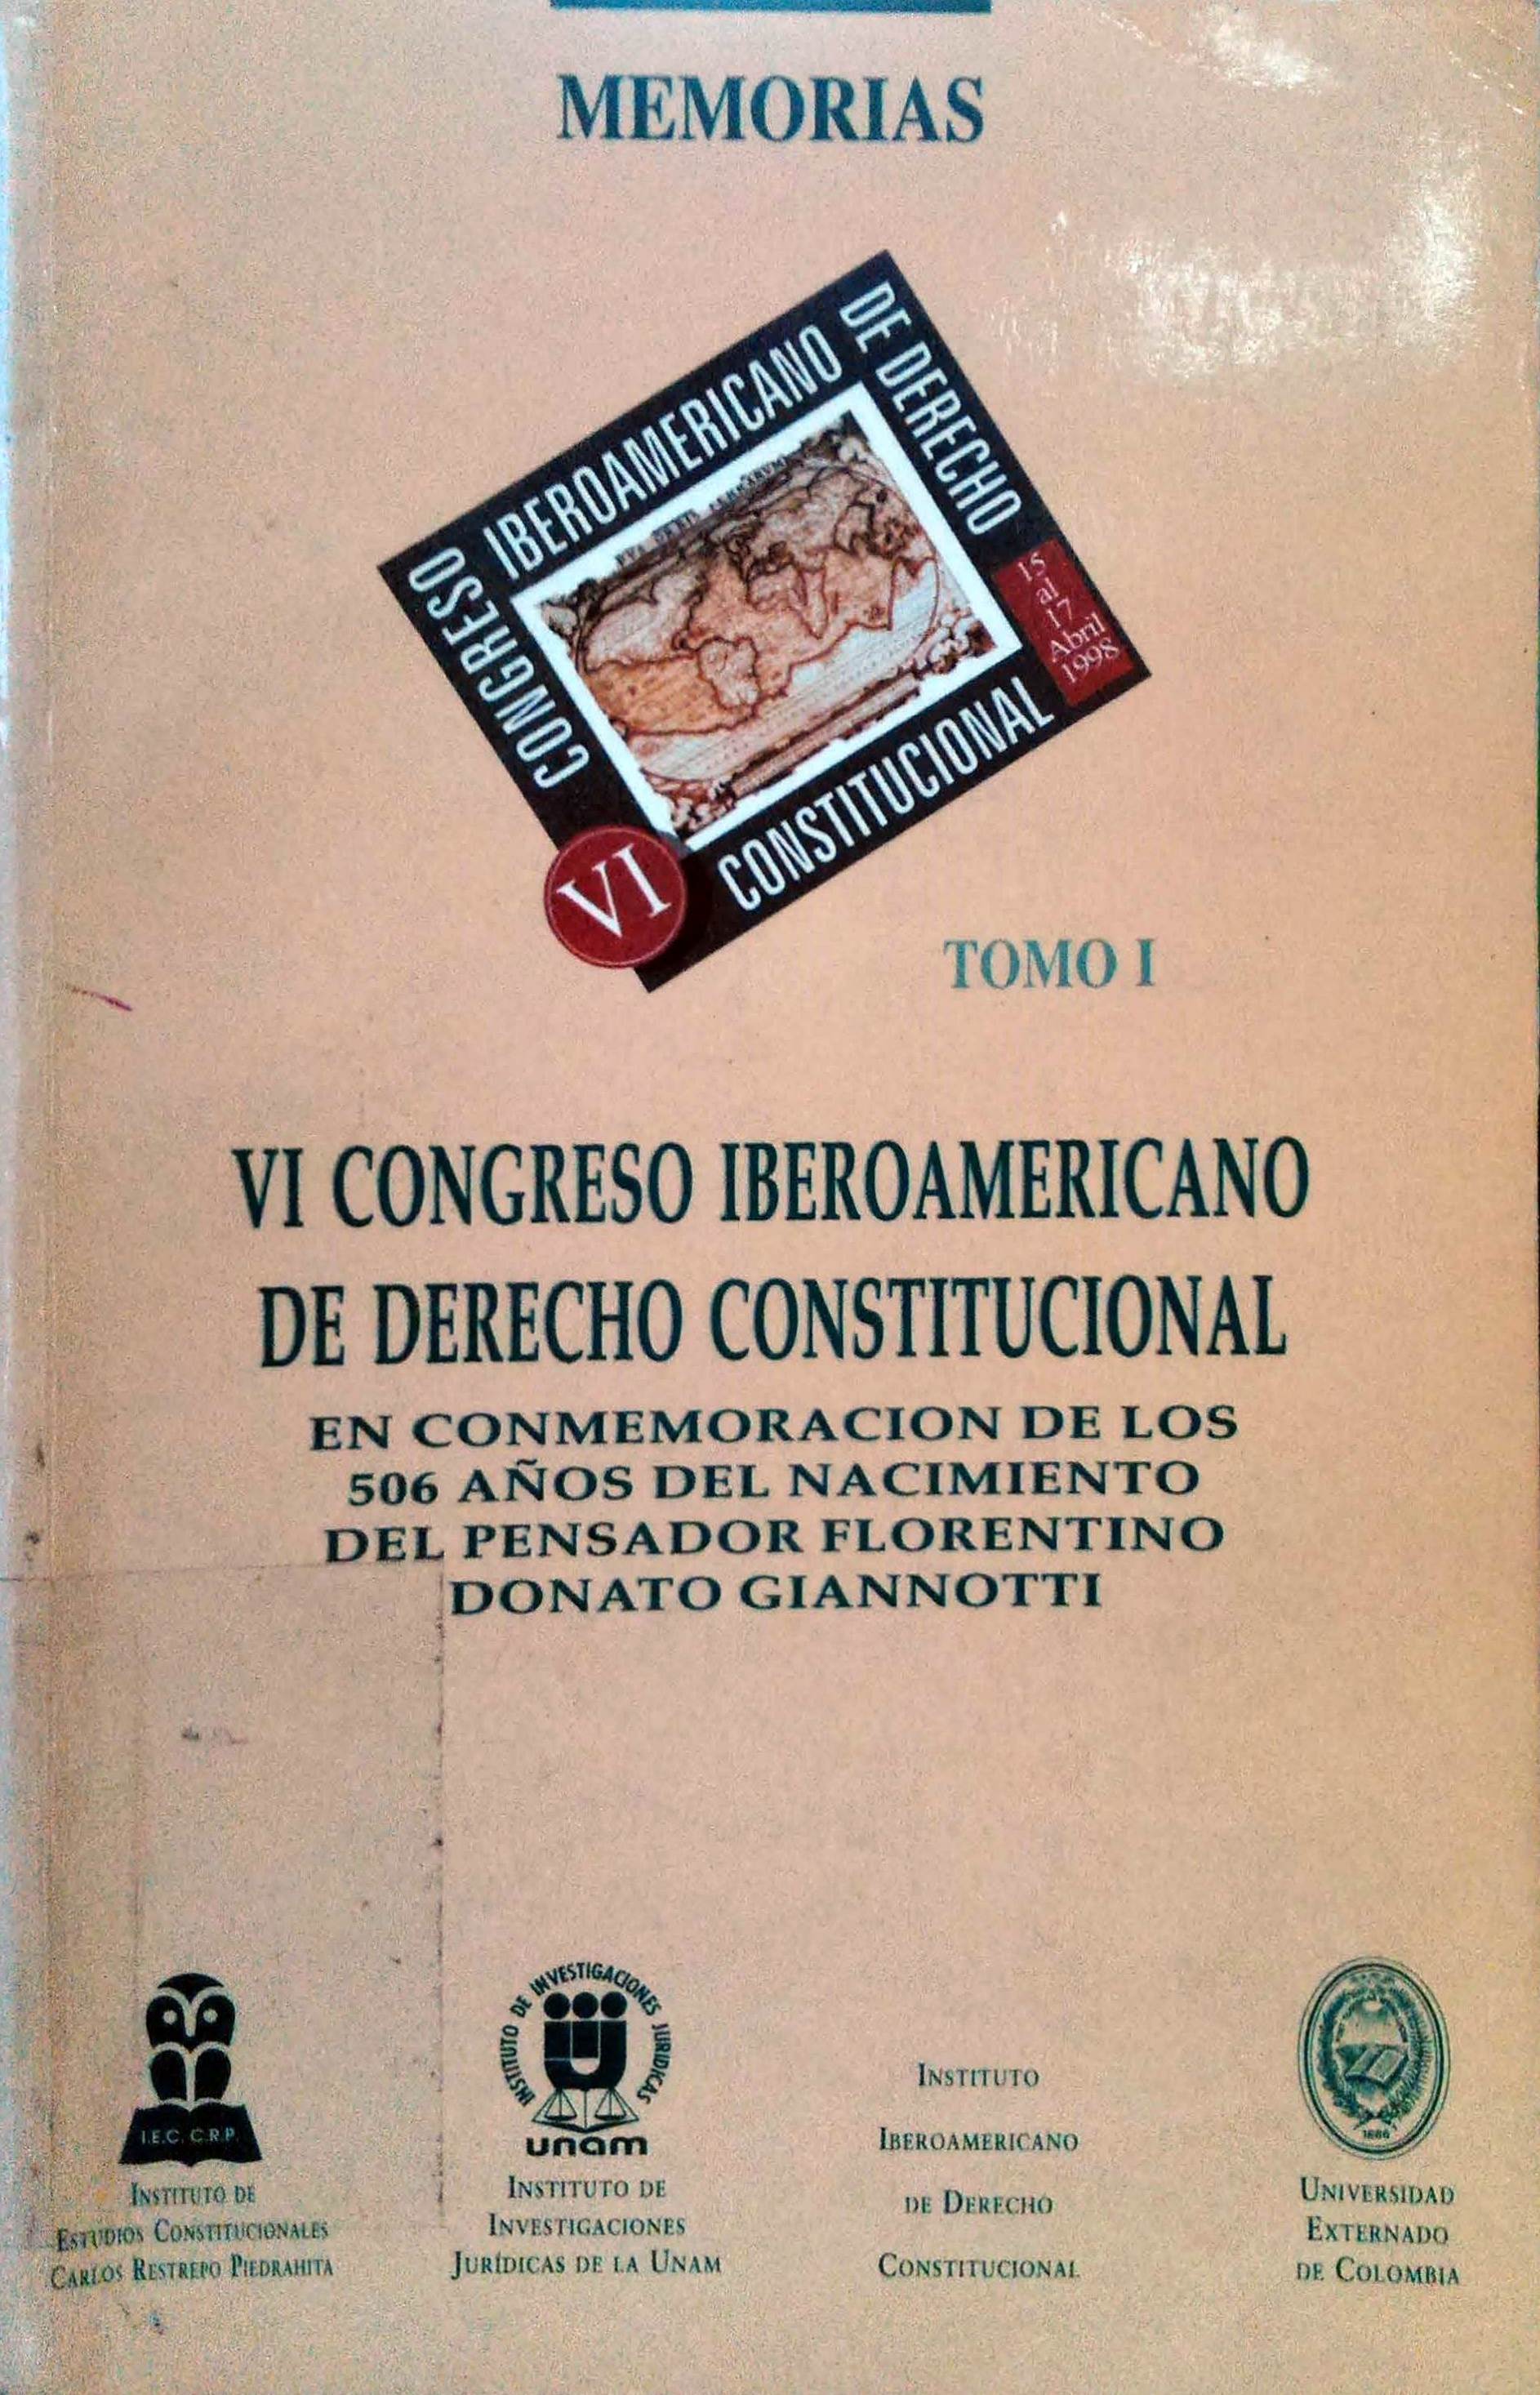 MEMORIAS
CONGRESO
IBEROAMERICANO
DE DERECHO
CONSTITUCIONAL
15
al
17
Abril
1998
VI
TOMO I
VI CONGRESO IBEROAMERICANO
DE DERECHO CONSTITUCIONAL
EN CONMEMORACION DE LOS
506 AÑOS DEL NACIMIENTO
DEL PENSADOR FLORENTINO
DONATO GIANNOTTI
I.E.C. C.R.P.
INSTITUTO DE
ESTUDIOS CONSTITUCIONALES
CARLOS RESTREPO PIEDRAHITA
INSTITUTO DE INVESTIGACIONES JURIDICAS
unam
INSTITUTO DE
INVESTIGACIONES
JURÍDICAS DE LA UNAM
INSTITUTO
IBEROAMERICANO
DE DERECHO
CONSTITUCIONAL
1886
UNIVERSIDAD
EXTERNADO
DE COLOMBIA